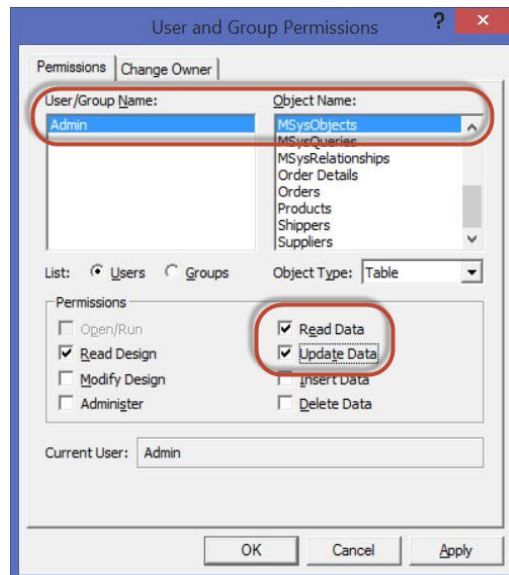 User and Group Permissions
? ×
Permissions Change Owner
User/Group Name: Object Name:
Admin MSysObjects
MSysQueries
MSysRelationships
Order Details
Orders
Products
Shippers
Suppliers
List: Users Groups Object Type: Table
Permissions
Open/Run Read Data
Read Design Update Data
Modify Design Insert Data
Administer Delete Data
Current User: Admin
OK Cancel Apply